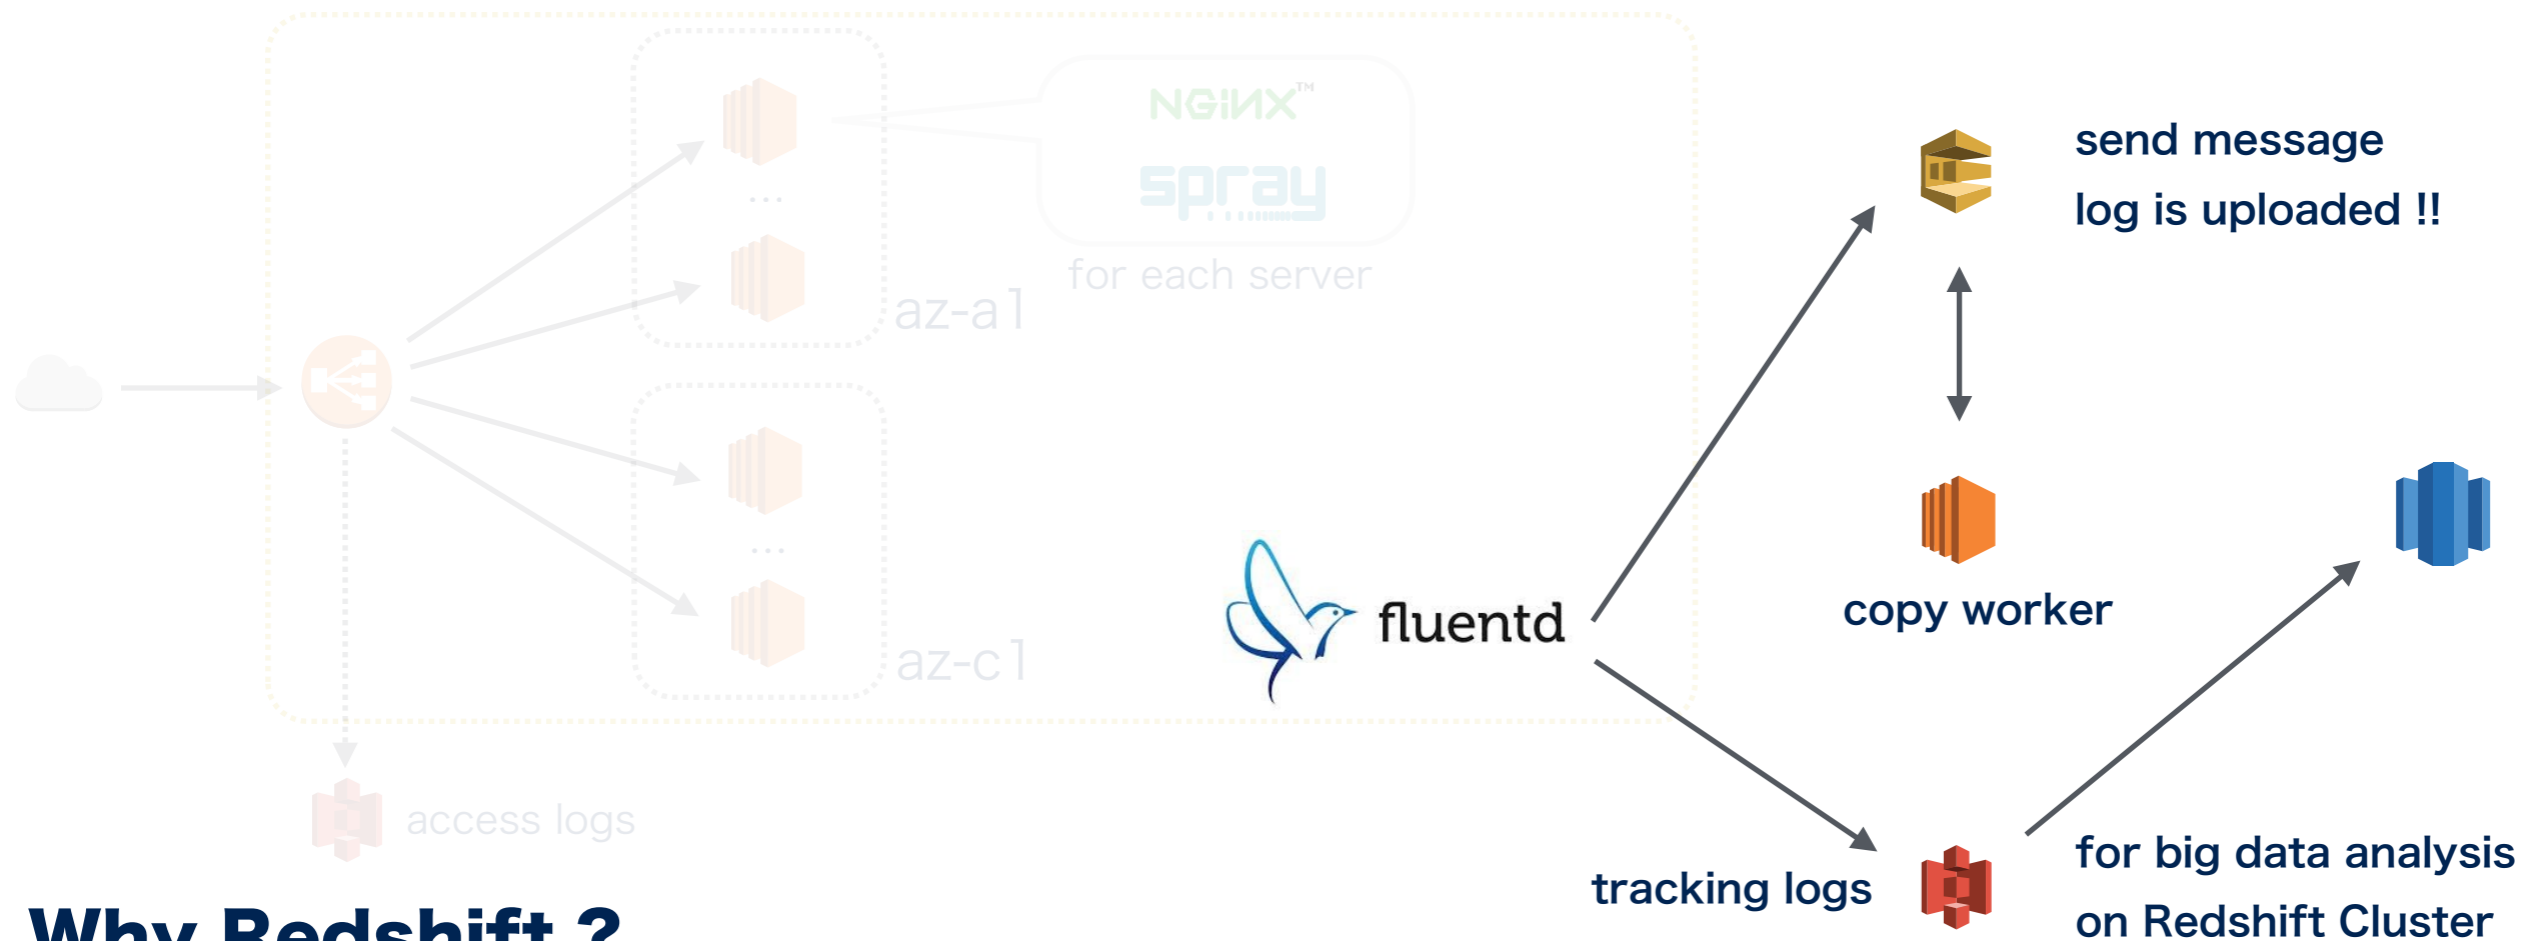 NGiNX™
spray
for each server
az-a1
...
...
az-c1
access logs
fluentd
send message
log is uploaded !!
copy worker
tracking logs
for big data analysis
on Redshift Cluster
Why Redshift ?